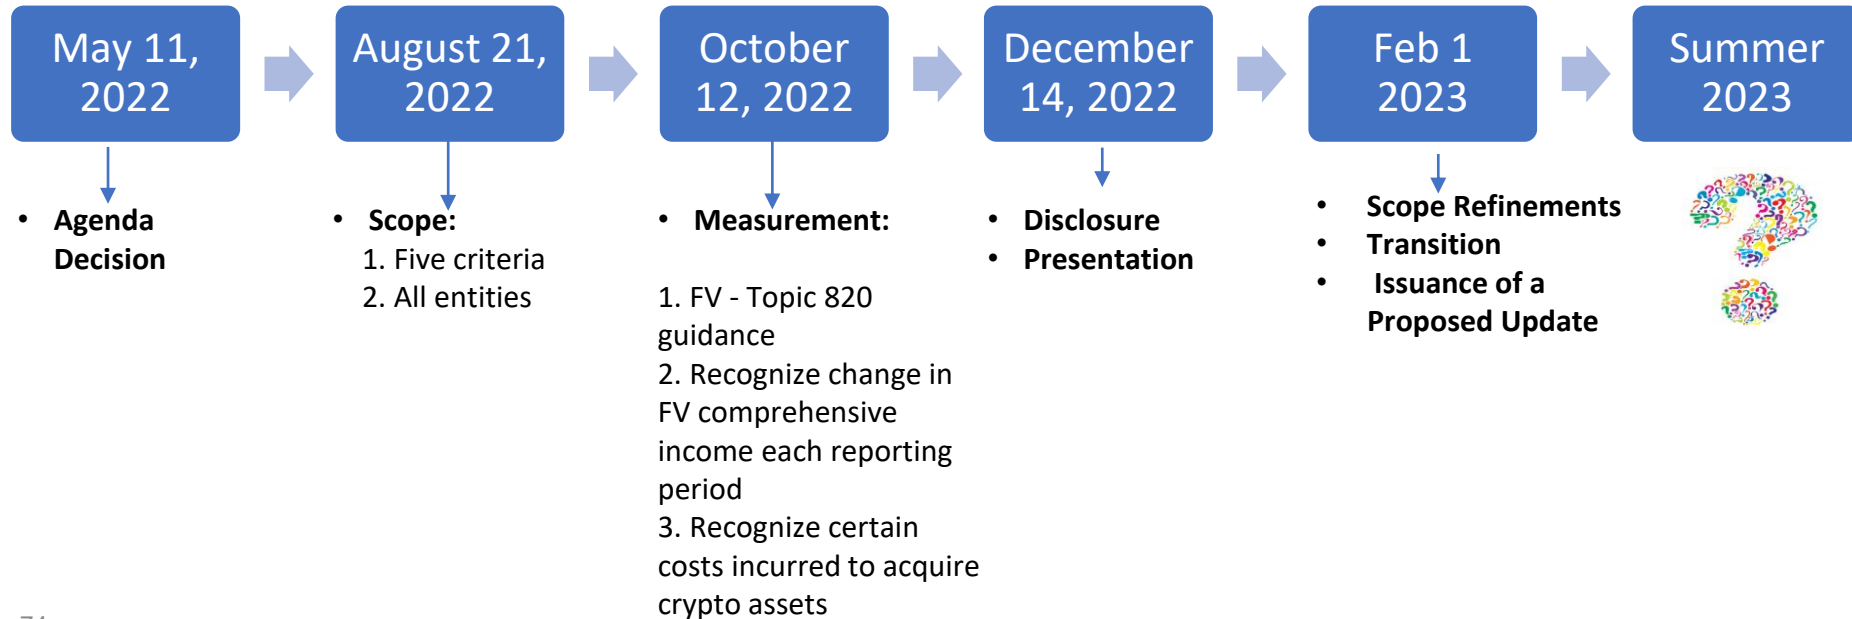 May 11,
2022
August 21,
2022
October
12, 2022
December
14, 2022
Feb 1
2023
Summer
2023
• Agenda
Decision
• Scope:
1. Five criteria
2. All entities
• Measurement:
1. FV - Topic 820
guidance
2. Recognize change in
FV comprehensive
income each reporting
period
3. Recognize certain
costs incurred to acquire
crypto assets
• Disclosure
• Presentation
• Scope Refinements
• Transition
• Issuance of a
Proposed Update